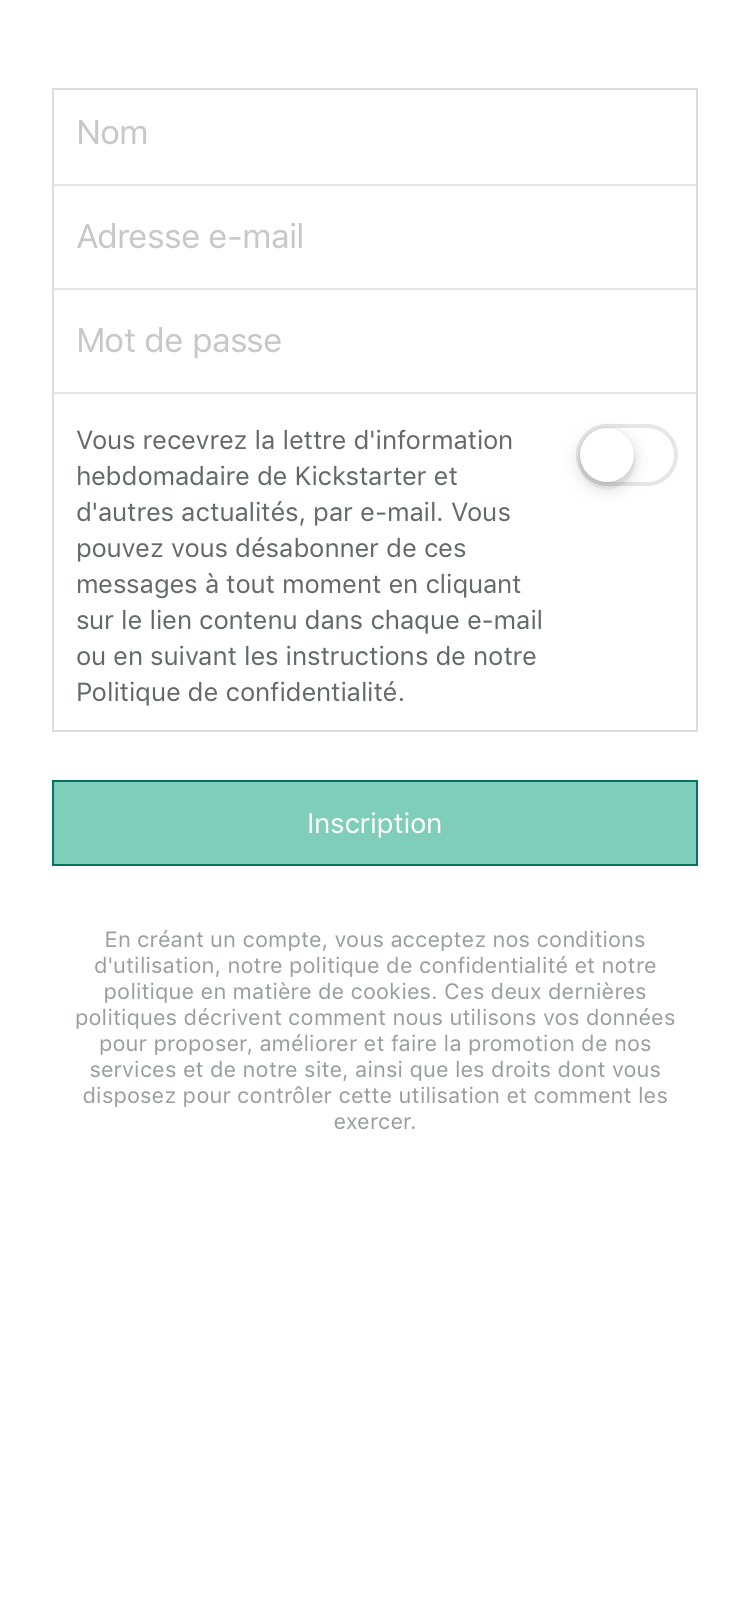 Nom
Adresse e-mail
Mot de passe
Vous recevrez la lettre d'information
hebdomadaire de Kickstarter et
d'autres actualités, par e-mail. Vous
pouvez vous désabonner de ces
messages à tout moment en cliquant
sur le lien contenu dans chaque e-mail
ou en suivant les instructions de notre
Politique de confidentialité.
Inscription
En créant un compte, vous acceptez nos conditions
d'utilisation, notre politique de confidentialité et notre
politique en matière de cookies. Ces deux dernières
politiques décrivent comment nous utilisons vos données
pour proposer, améliorer et faire la promotion de nos
services et de notre site, ainsi que les droits dont vous
disposez pour contrôler cette utilisation et comment les
exercer.